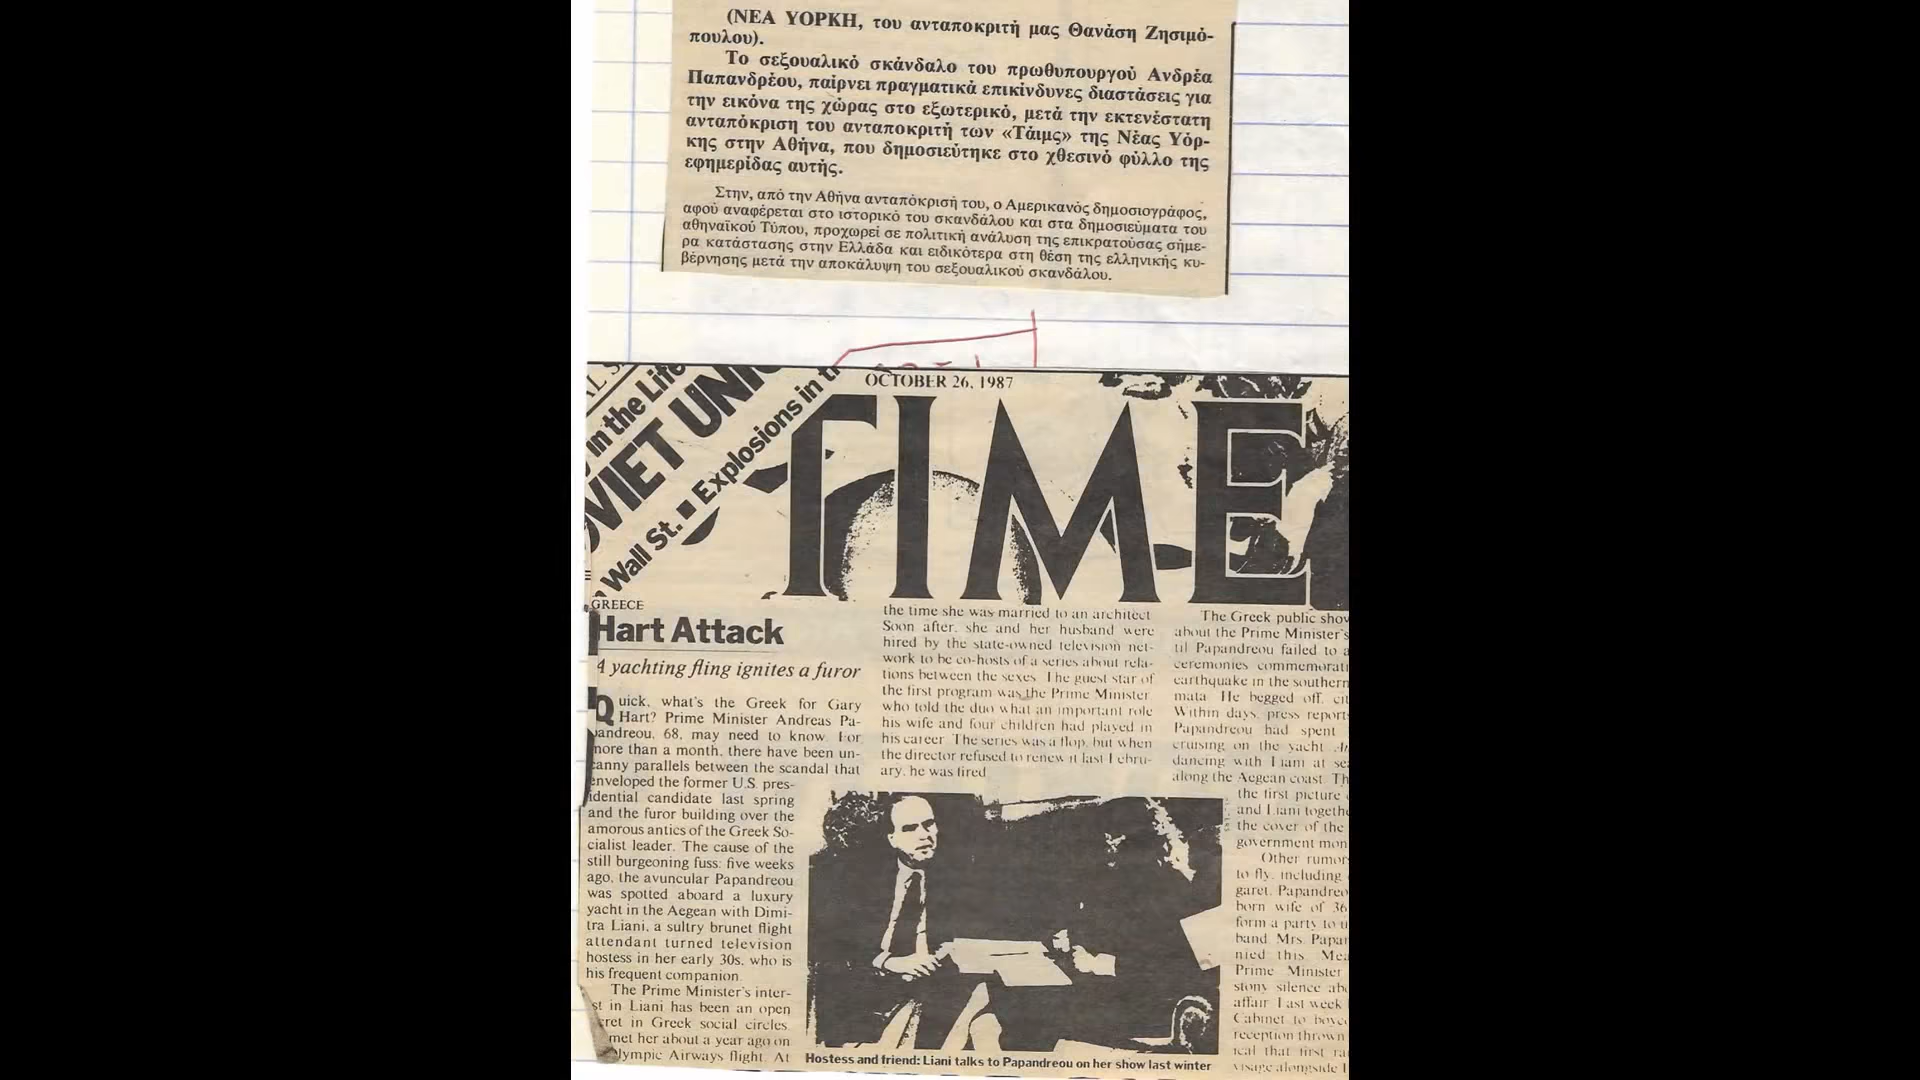 (ΝΕΑ ΥΟΡΚΗ, του ανταποκριτή μας Θανάση Ζησιμό-
πουλου).
Το σεξουαλικό σκάνδαλο του πρωθυπουργού Ανδρέα
Παπανδρέου, παίρνει πραγματικά επικίνδυνες διαστάσεις για
την εικόνα της χώρας στο εξωτερικό, μετά την εκτενέστατη
ανταπόκριση του ανταποκριτή των «Τάιμς» της Νέας Υόρ-
κης στην Αθήνα, που δημοσιεύτηκε στο χθεσινό φύλλο της
εφημερίδας αυτής.
Στην, από την Αθήνα ανταπόκρισή του, ο Αμερικανός δημοσιογράφος,
αφού αναφέρεται στο ιστορικό του σκανδάλου και στα δημοσιεύματα του
αθηναϊκού Τύπου, προχωρεί σε πολιτική ανάλυση της επικρατούσας σήμε-
ρα κατάστασης στην Ελλάδα και ειδικότερα στη θέση της ελληνικής κυ-
βέρνησης μετά την αποκάλυψη του σεξουαλικού σκανδάλου.
in the Life
VIET UNI
Wall St. ■ Explosions in t
OCTOBER 26, 1987
TIME
GREECE
Hart Attack
A yachting fling ignites a furor
Quick, what's the Greek for Gary
Hart? Prime Minister Andreas Pa-
pandreou, 68, may need to know. For
more than a month, there have been un-
canny parallels between the scandal that
enveloped the former U.S. pres-
idential candidate last spring
and the furor building over the
amorous antics of the Greek So-
cialist leader. The cause of the
still burgeoning fuss: five weeks
ago, the avuncular Papandreou
was spotted aboard a luxury
yacht in the Aegean with Dimi-
tra Liani, a sultry brunet flight
attendant turned television
hostess in her early 30s, who is
his frequent companion.
The Prime Minister's inter-
st in Liani has been an open
cret in Greek social circles.
met her about a year ago on
lympic Airways flight. At
the time she was married to an architect
Soon after, she and her husband were
hired by the state-owned television net-
work to be co-hosts of a series about rela-
tions between the sexes. The guest star of
the first program was the Prime Minister,
who told the duo what an important role
his wife and four children had played in
his career. The series was a flop, but when
the director refused to renew it last Febru-
ary, he was fired
Hostess and friend: Liani talks to Papandreou on her show last winter
The Greek public show
about the Prime Minister's
til Papandreou failed to a
ceremonies commemorati
earthquake in the southern
mata. He begged off, cit
Within days, press report
Papandreou had spent
cruising on the yacht
dancing with Liani at se
along the Aegean coast. Th
the first picture
and Liani togethe
the cover of the
government mon
Other rumor
to fly, including
garet. Papandreo
born wife of 36
form a party to u
band. Mrs. Papar
nied this. Mea
Prime Minister
stony silence abo
affair. Last week
Cabinet to boyc
reception thrown
ical that first ra
visage alongside